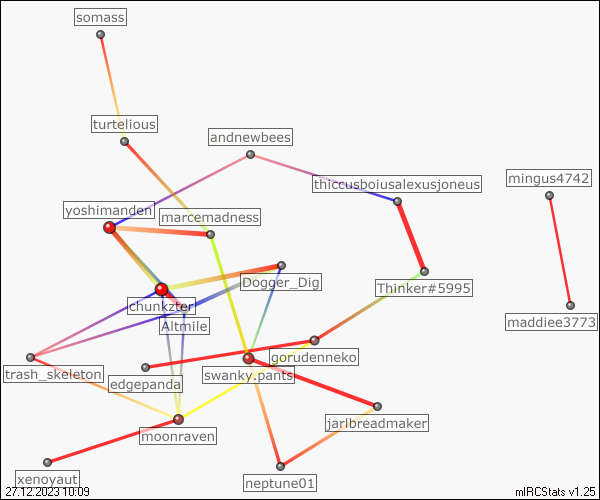 somass
turtelious
andnewbees
mingus4742
thiccusboiusalexusjoneus
yoshimanden
marcemadness
Dogger_Dig
Thinker#5995
chunkzter
maddiee3773
Altmile
gorudenneko
trash_skeleton
swanky.pants
edgepanda
jarlbreadmaker
moonraven
xenoyaut
neptune01
27.12.2023 10:09
mIRCStats v1.25